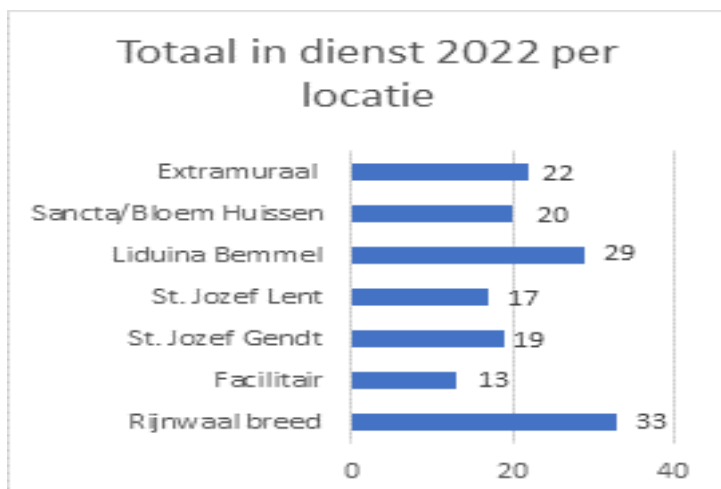 Totaal in dienst 2022 per
locatie
Extramuraal 22
Sancta/Bloem Huissen 20
Liduina Bemmel 29
St. Jozef Lent 17
St. Jozef Gendt 19
Facilitair 13
Rijnwaal breed 33
0 20 40